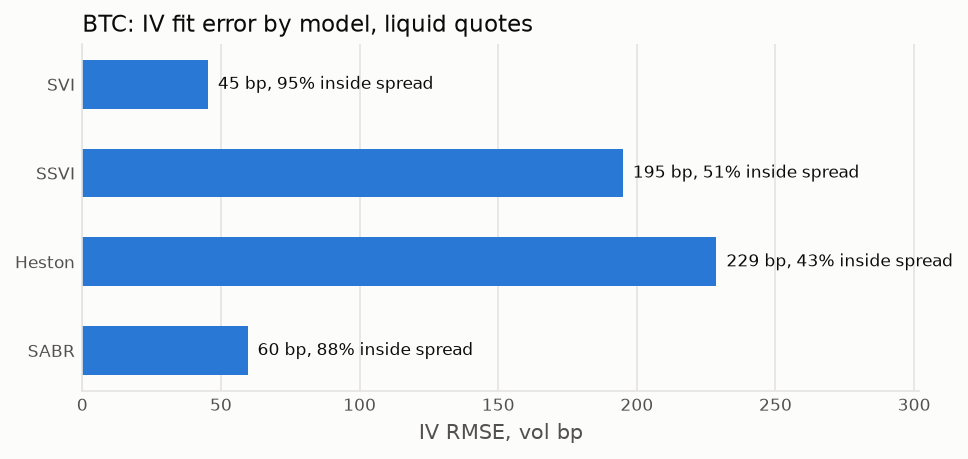 BTC: IV fit error by model, liquid quotes
SVI
45 bp, 95% inside spread
SSVI
195 bp, 51% inside spread
Heston
229 bp, 43% inside spread
SABR
60 bp, 88% inside spread
0 50 100 150 200 250 300
IV RMSE, vol bp